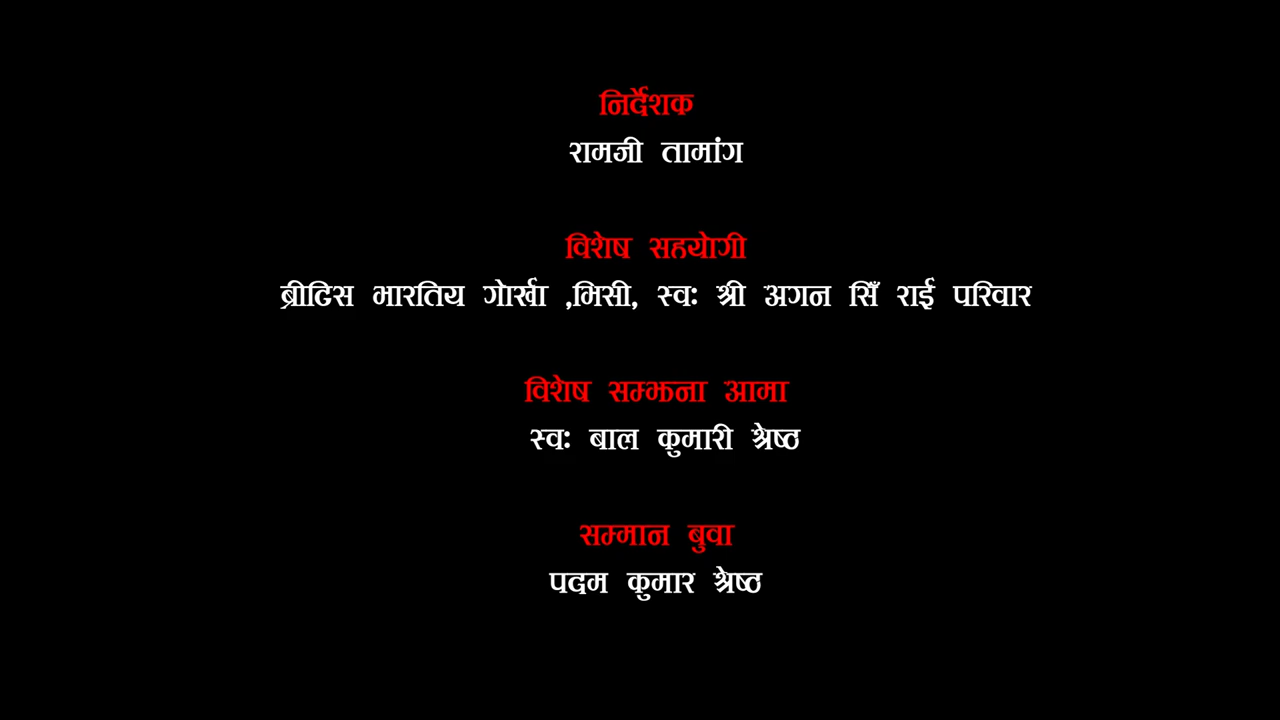 निर्देशक
रामजी तामांग
विशेष सहयोगी
ब्रीटिस भारतिय गोर्खा ,भिसी, स्वः श्री अगन सिँ राई परिवार
विशेष सम्झना आमा
स्वः बाल कुमारी श्रेष्ठ
सम्मान बुवा
पदम कुमार श्रेष्ठ